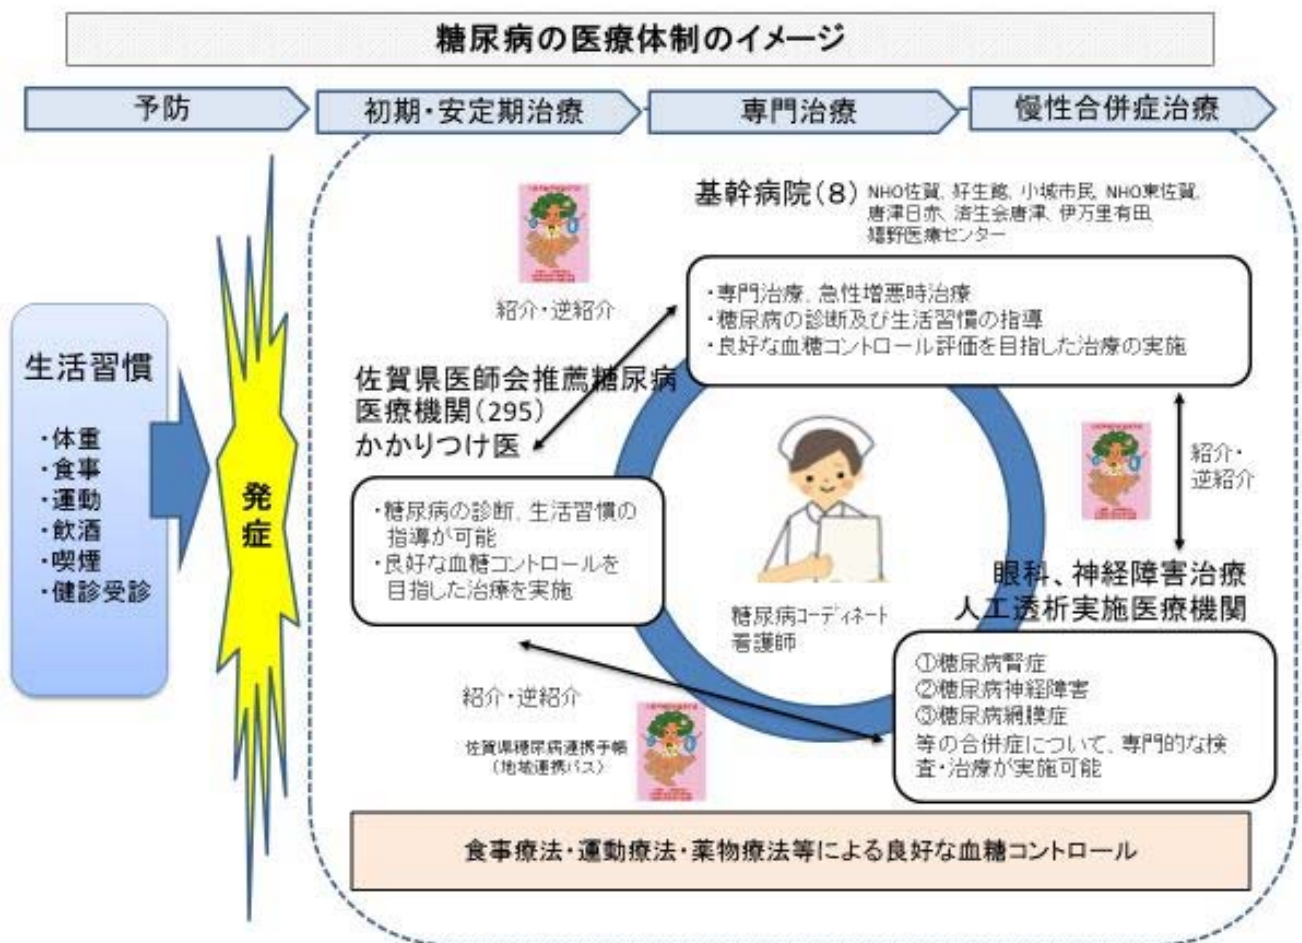 糖尿病の医療体制のイメージ
予防
初期・安定期治療
専門治療
慢性合併症治療
基幹病院(8)
NHO佐賀、好生館、小城市民、NHO東佐賀、
唐津日赤、済生会唐津、伊万里有田
嬉野医療センター
紹介・逆紹介
・専門治療、急性増悪時治療
・糖尿病の診断及び生活習慣の指導
・良好な血糖コントロール評価を目指した治療の実施
生活習慣
・体重
・食事
・運動
・飲酒
・喫煙
・健診受診
発症
佐賀県医師会推薦糖尿病
医療機関(295)
かかりつけ医
・糖尿病の診断、生活習慣の
指導が可能
・良好な血糖コントロールを
目指した治療を実施
糖尿病コーディネート
看護師
紹介・
逆紹介
眼科、神経障害治療
人工透析実施医療機関
①糖尿病腎症
②糖尿病神経障害
③糖尿病網膜症
等の合併症について、専門的な検
査・治療が実施可能
紹介・逆紹介
佐賀県糖尿病連携手帳
(地域連携パス)
食事療法・運動療法・薬物療法等による良好な血糖コントロール